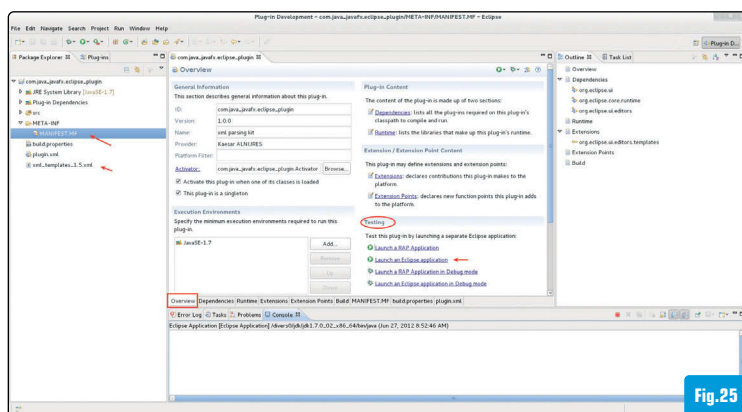 Plug-in Development - com.java_javafx.eclipse_plugin/META-INF/MANIFEST.MF - Eclipse
File Edit Navigate Search Project Run Window Help
Plug-in D...
Package Explorer Plug-ins
com.java_javafx.eclipse_plugin
JRE System Library [JavaSE-1.7]
Plug-in Dependencies
src
META-INF
MANIFEST.MF
build.properties
plugin.xml
xml_templates_1.5.xml
com.java_javafx.eclipse_plugin
Overview
General Information
This section describes general information about this plug-in.
ID: com.java_javafx.eclipse_plugin
Version: 1.0.0
Name: xml parsing kit
Provider: Kaesar ALNIJRES
Platform Filter:
Activator: com.java_javafx.eclipse_plugin.Activator Browse...
Activate this plug-in when one of its classes is loaded
This plug-in is a singleton
Execution Environments
Specify the minimum execution environments required to run this
plug-in.
JavaSE-1.7
Add...
Remove
Up
Down
Plug-in Content
The content of the plug-in is made up of two sections:
Dependencies: lists all the plug-ins required on this plug-in's
classpath to compile and run.
Runtime: lists the libraries that make up this plug-in's runtime.
Extension / Extension Point Content
This plug-in may define extensions and extension points:
Extensions: declares contributions this plug-in makes to the
platform.
Extension Points: declares new function points this plug-in adds
to the platform.
Testing
Test this plug-in by launching a separate Eclipse application:
Launch a RAP Application
Launch an Eclipse application
Launch a RAP Application in Debug mode
Launch an Eclipse application in Debug mode
Overview Dependencies Runtime Extensions Extension Points Build MANIFEST.MF build.properties plugin.xml
Outline Task List
Overview
Dependencies
org.eclipse.ui
org.eclipse.core.runtime
org.eclipse.ui.editors
Runtime
Extensions
org.eclipse.ui.editors.templates
Extension Points
Build
Error Log Tasks Problems Console
Eclipse Application [Eclipse Application] /divers0/jdk/jdk1.7.0_02_x86_64/bin/java (Jun 27, 2012 8:52:46 AM)
Fig.25